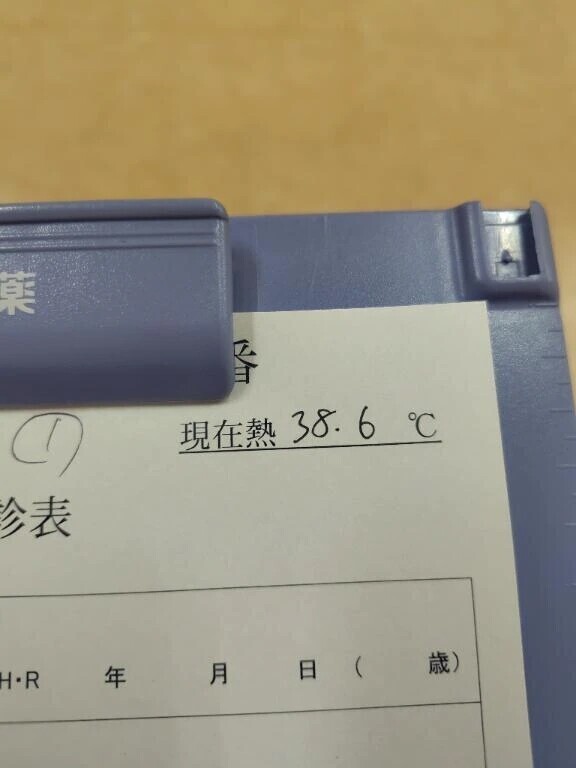 薬
番
現在熱 38.6 ℃
①
診表
H・R 年 月 日 ( 歳)